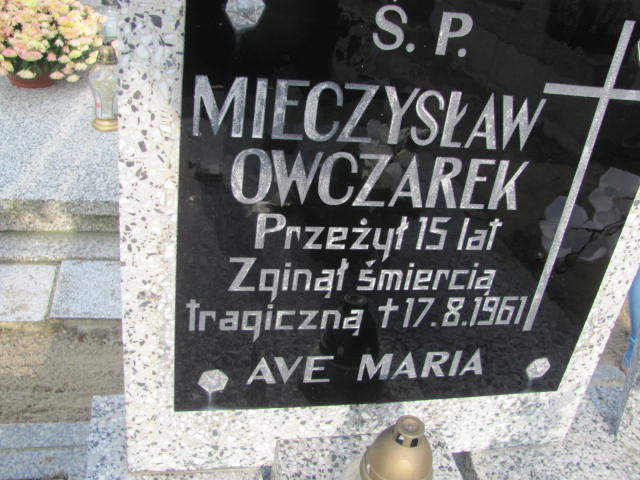 Ś. P.
MIECZYSŁAW
OWCZAREK
Przeżył 15 lat
Zginął śmiercią
tragiczną + 17.8.1961
AVE MARIA